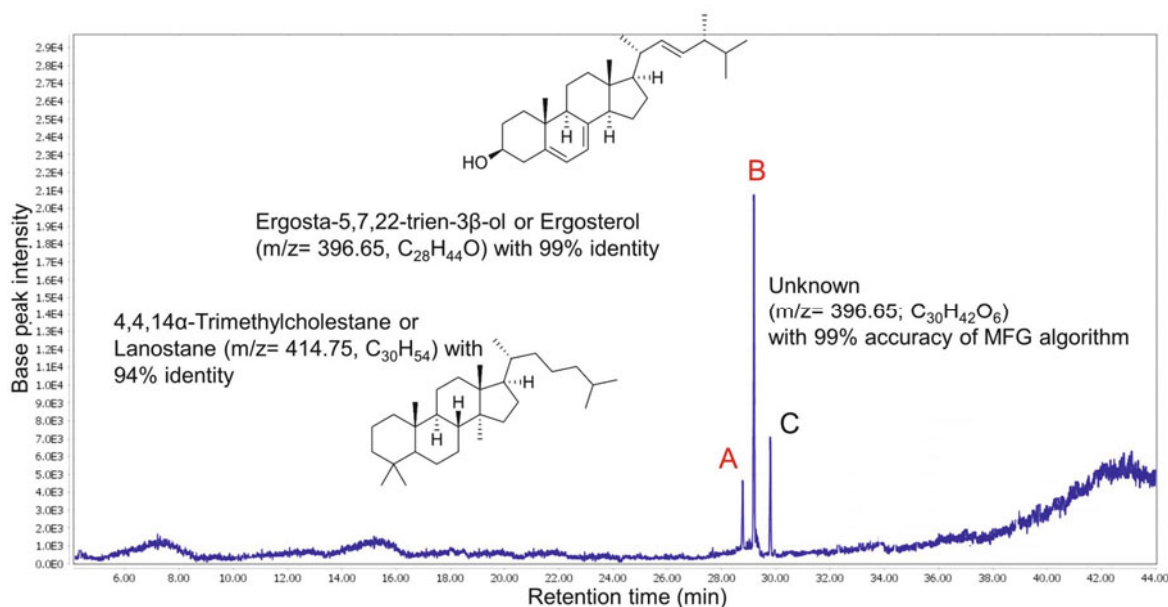 2.9E4
2.8E4
2.7E4
2.6E4
2.5E4
2.4E4
2.3E4
2.2E4
2.1E4
2.0E4
1.9E4
1.8E4
1.7E4
1.6E4
1.5E4
1.4E4
1.3E4
1.2E4
1.1E4
1.0E4
9.0E3
8.0E3
7.0E3
6.0E3
5.0E3
4.0E3
3.0E3
2.0E3
1.0E3
0.0E0
Base peak intensity
H
H
H
HO
Ergosta-5,7,22-trien-3β-ol or Ergosterol
(m/z= 396.65, C₂₈H₄₄O) with 99% identity
B
Unknown
(m/z= 396.65; C₃₀H₄₂O₆)
with 99% accuracy of MFG algorithm
4,4,14α-Trimethylcholestane or
Lanostane (m/z= 414.75, C₃₀H₅₄) with
94% identity
H
H
H
A
C
6.00 8.00 10.00 12.00 14.00 16.00 18.00 20.00 22.00 24.00 26.00 28.00 30.00 32.00 34.00 36.00 38.00 40.00 42.00 44.00
Retention time (min)